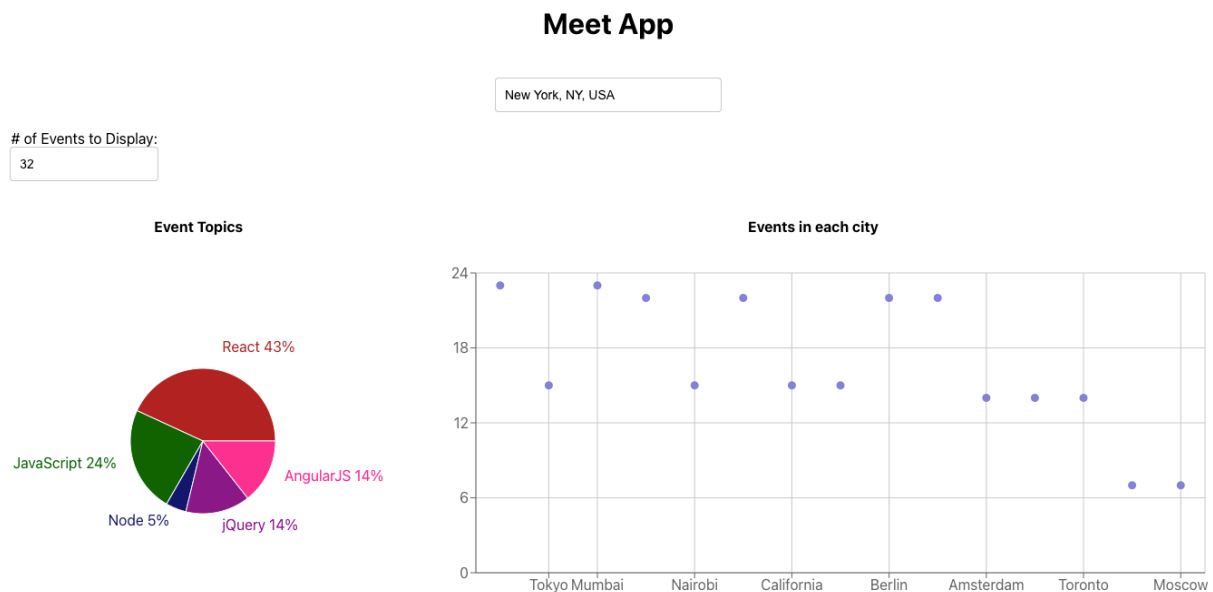 Meet App
New York, NY, USA
# of Events to Display:
32
Event Topics
React 43%
JavaScript 24%
AngularJS 14%
Node 5%
jQuery 14%
Events in each city
24
18
12
6
0
Tokyo Mumbai Nairobi California Berlin Amsterdam Toronto Moscow